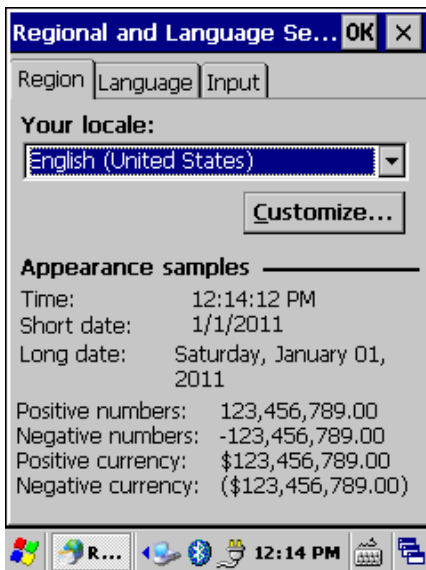 Regional and Language Se... OK
Region Language Input
Your locale:
English (United States)
Customize...
Appearance samples
Time: 12:14:12 PM
Short date: 1/1/2011
Long date: Saturday, January 01,
2011
Positive numbers: 123,456,789.00
Negative numbers: -123,456,789.00
Positive currency: $123,456,789.00
Negative currency: ($123,456,789.00)
R... 12:14 PM